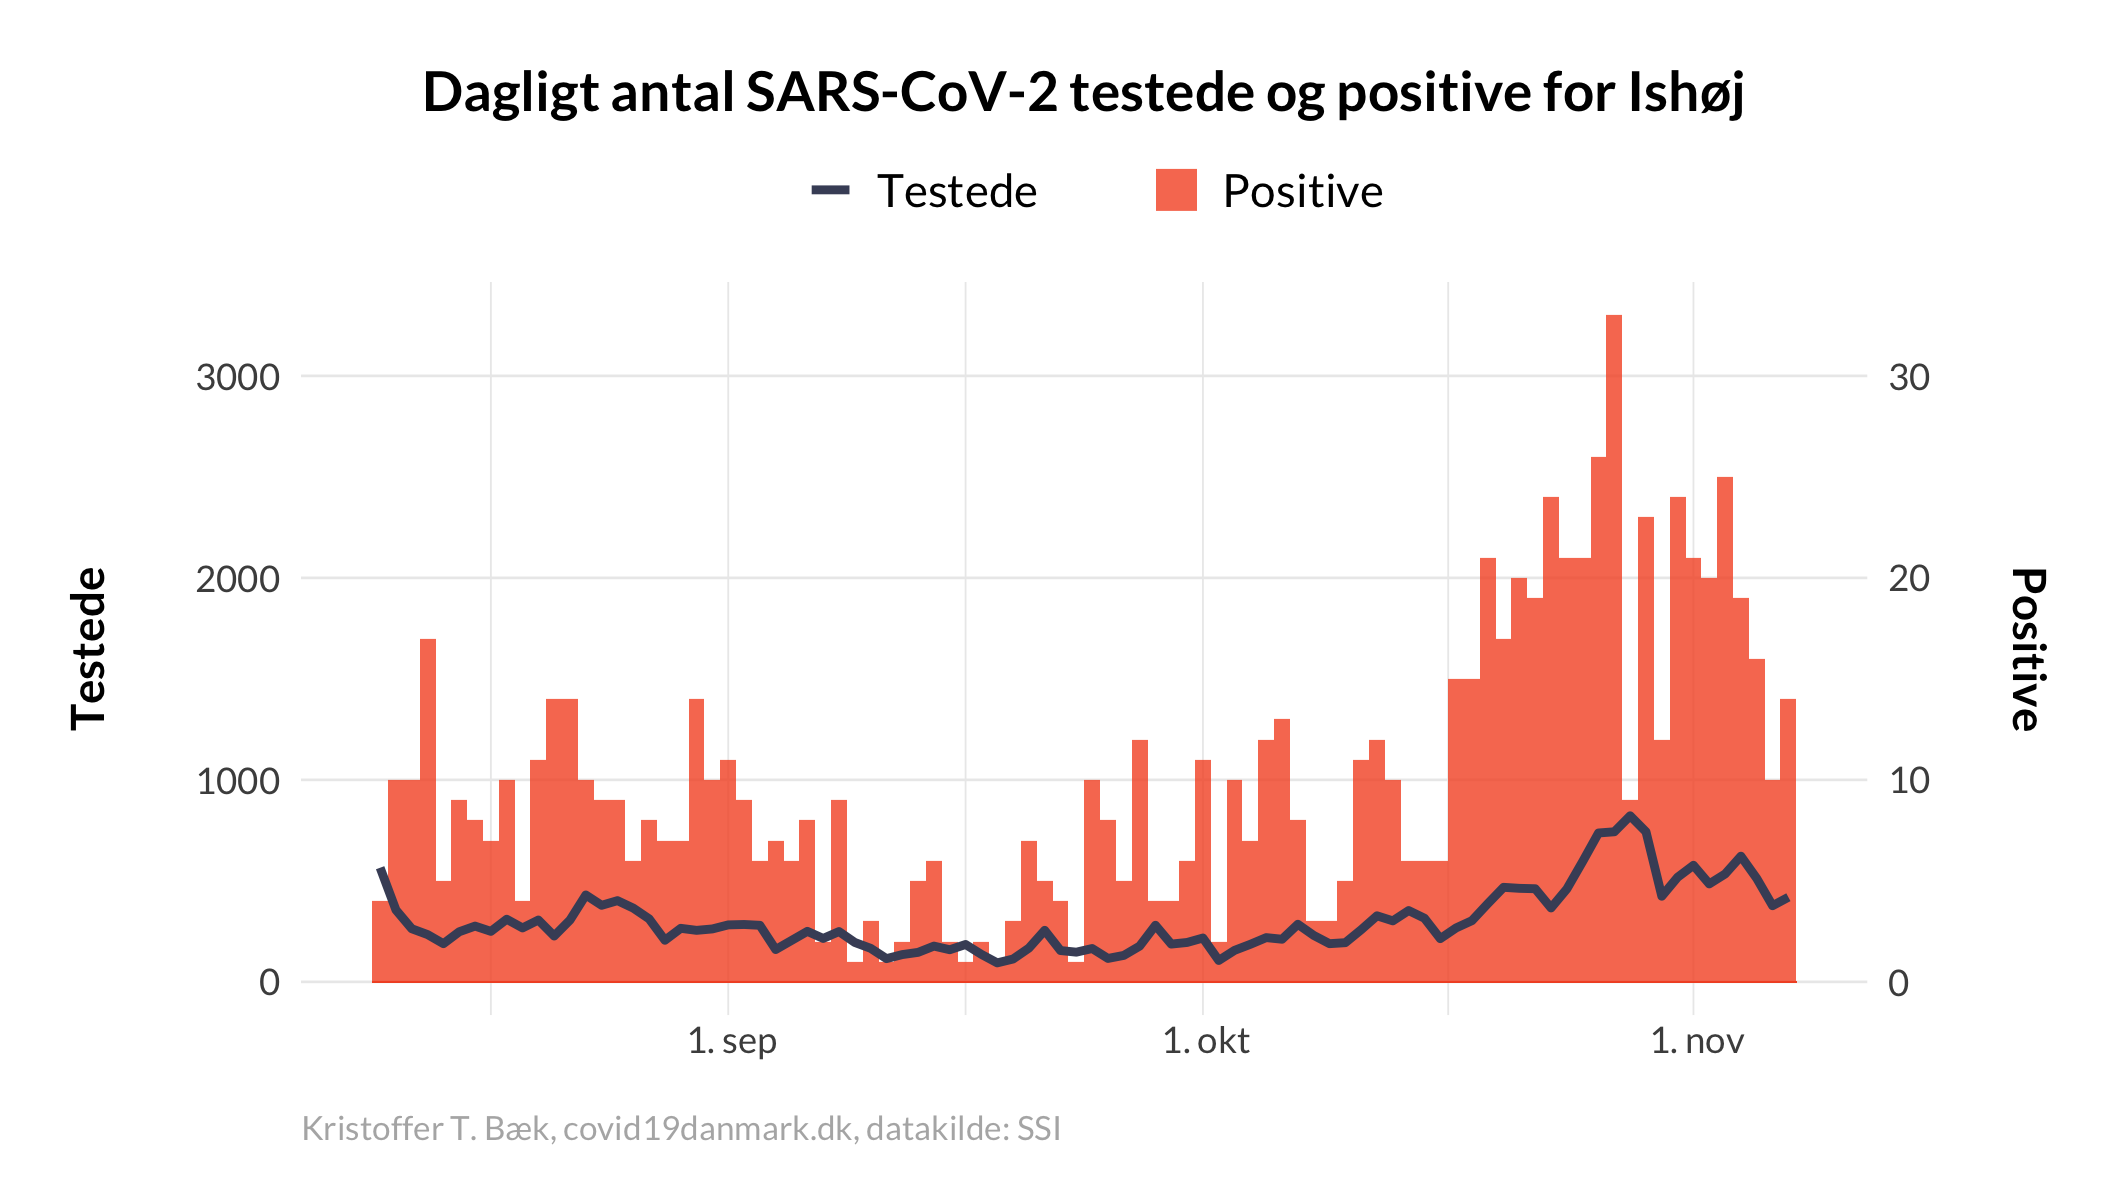 Dagligt antal SARS-CoV-2 testede og positive for Ishøj
Testede Positive
3000
2000
1000
0
Testede
30
20
10
0
Positive
1. sep 1. okt 1. nov
Kristoffer T. Bæk, covid19danmark.dk, datakilde: SSI